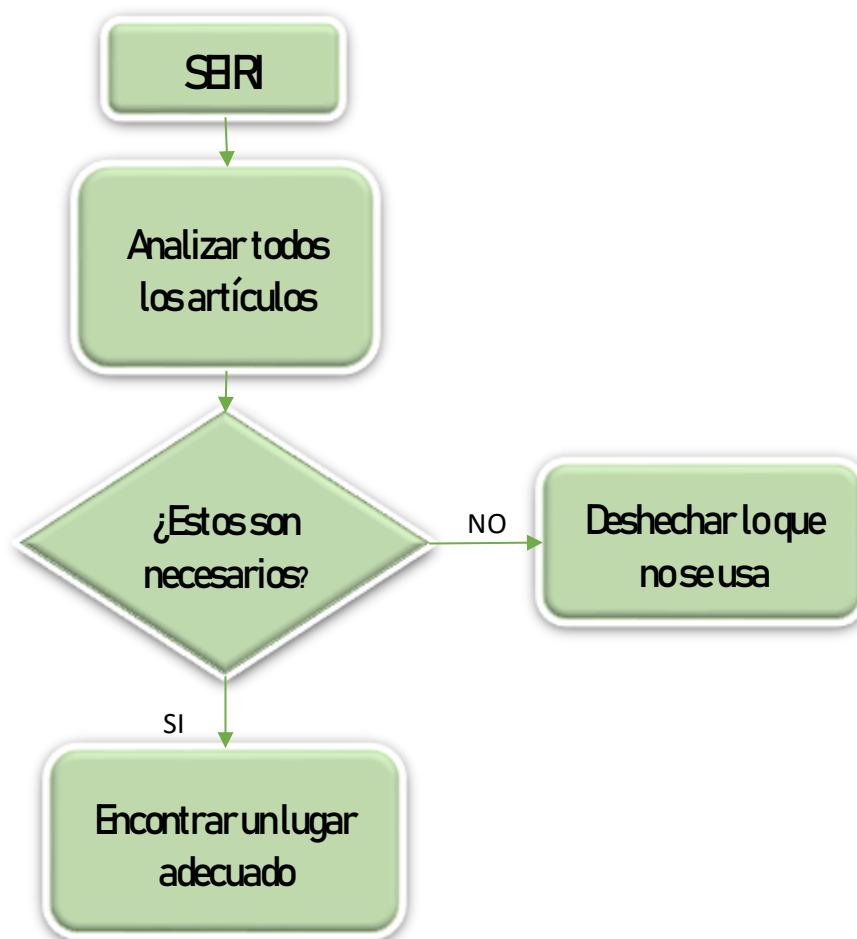 SEIRI
Analizar todos
los artículos
¿Estos son
necesarios?
NO
Deshechar lo que
no se usa
SI
Encontrar un lugar
adecuado